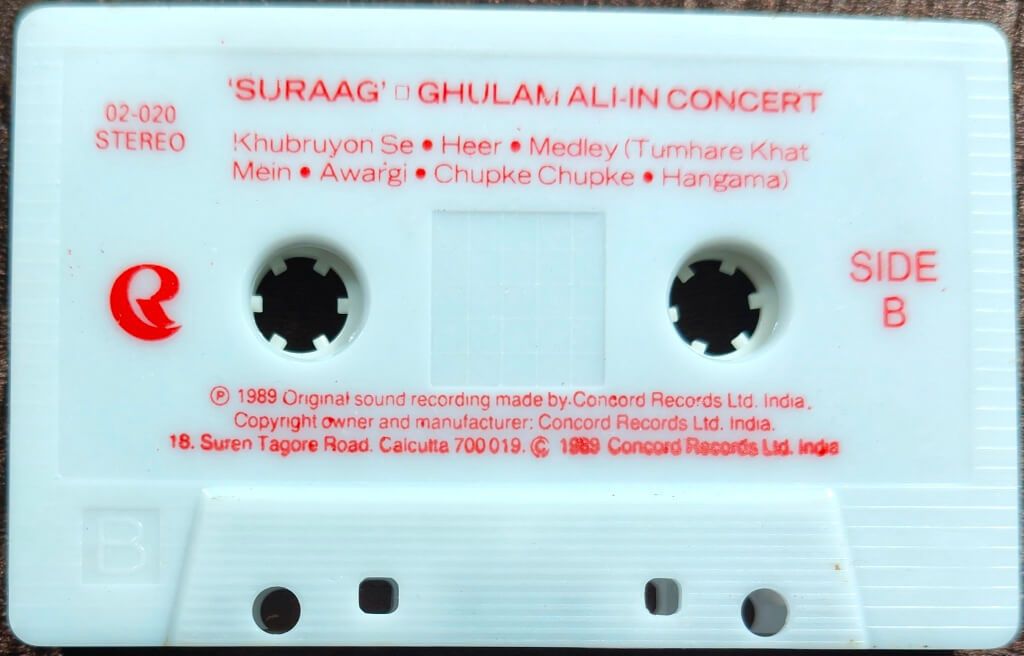 'SURAAG' □ GHULAM ALI-IN CONCERT
02-020
STEREO
Khubruyon Se • Heer • Medley (Tumhare Khat
Mein • Awargi • Chupke Chupke • Hangama)
SIDE
B
℗ 1989 Original sound recording made by.Concord Records Ltd. India.
Copyright owner and manufacturer: Concord Records Ltd. India.
18. Suren Tagore Road. Calcutta 700 019. © 1989 Concord Records Ltd. India
B